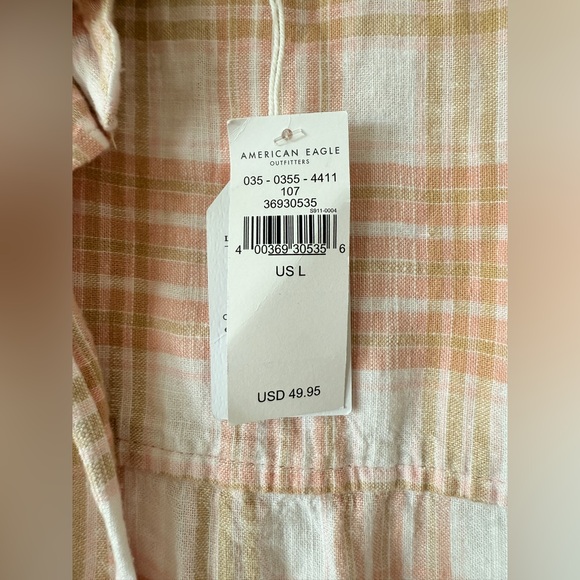 AMERICAN EAGLE
OUTFITTERS
035 - 0355 - 4411
107
36930535
S911-0004
4 00369 30535 6
US L
USD 49.95